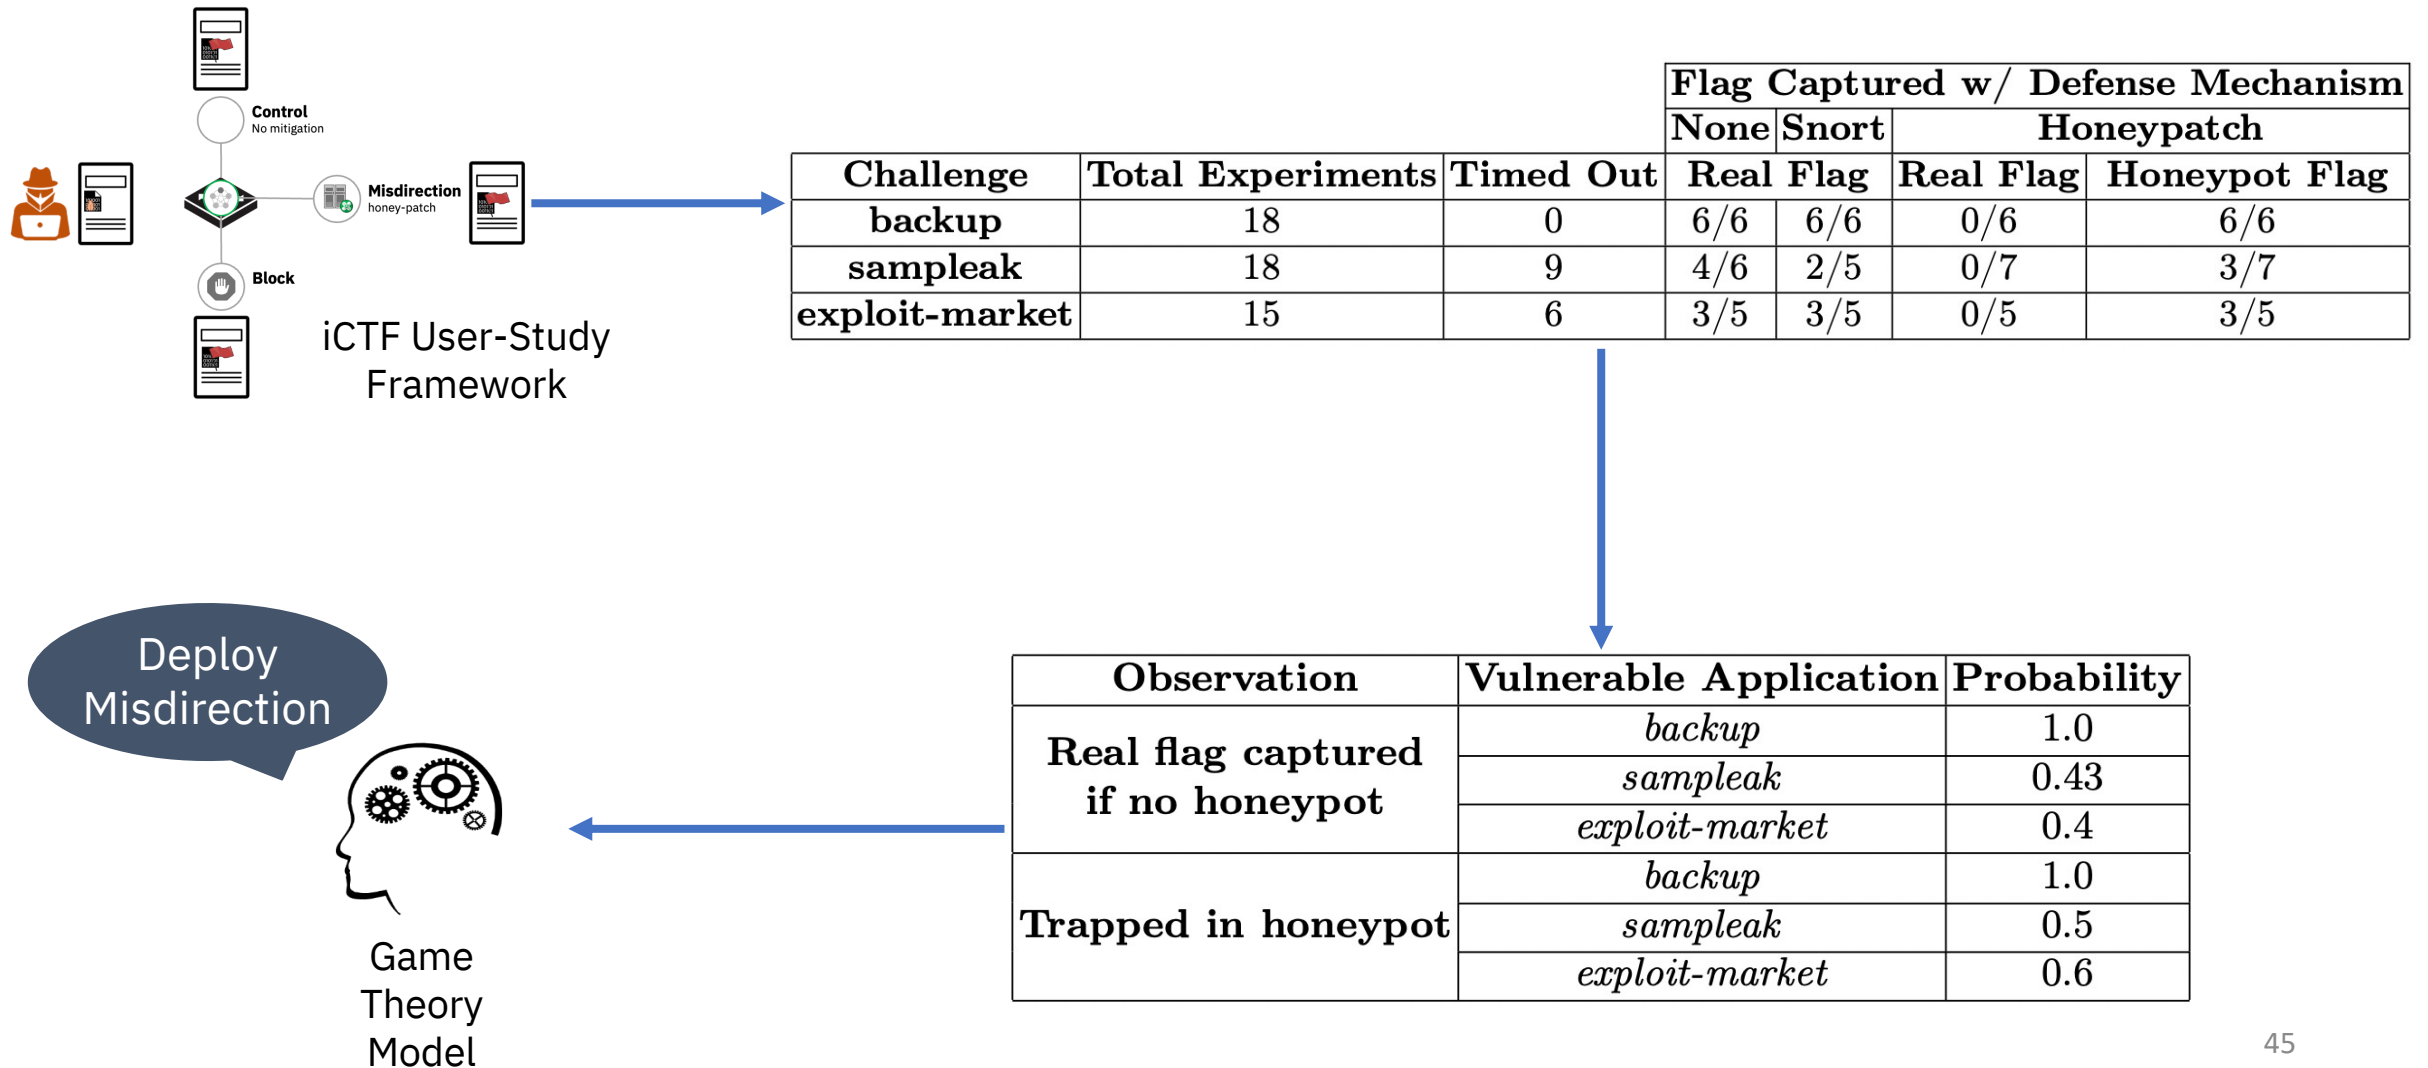 Control
No mitigation
Misdirection
honey-patch
Block
iCTF User-Study
Framework
Flag Captured w/ Defense Mechanism
None Snort Honeypatch
Challenge Total Experiments Timed Out Real Flag Real Flag Honeypot Flag
backup 18 0 6/6 6/6 0/6 6/6
sampleak 18 9 4/6 2/5 0/7 3/7
exploit-market 15 6 3/5 3/5 0/5 3/5
Deploy
Misdirection
Game
Theory
Model
Observation Vulnerable Application Probability
Real flag captured
if no honeypot
backup 1.0
sampleak 0.43
exploit-market 0.4
Trapped in honeypot
backup 1.0
sampleak 0.5
exploit-market 0.6
45